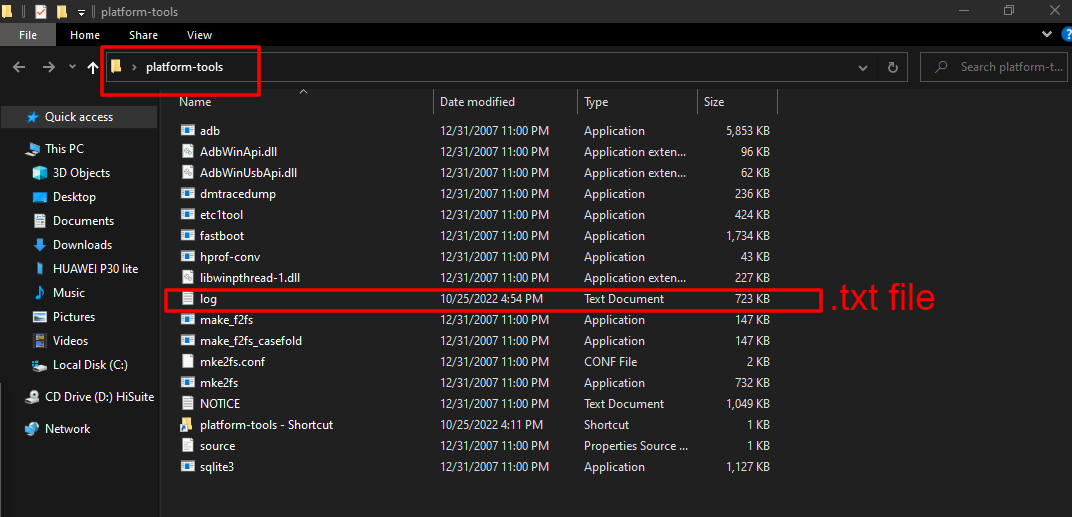 platform-tools
File Home Share View
platform-tools
Search platform-t...
Name Date modified Type Size
Quick access
This PC
3D Objects
Desktop
Documents
Downloads
HUAWEI P30 lite
Music
Pictures
Videos
Local Disk (C:)
CD Drive (D:) HiSuite
Network
adb 12/31/2007 11:00 PM Application 5,853 KB
AdbWinApi.dll 12/31/2007 11:00 PM Application exten... 96 KB
AdbWinUsbApi.dll 12/31/2007 11:00 PM Application exten... 62 KB
dmtracedump 12/31/2007 11:00 PM Application 236 KB
etc1tool 12/31/2007 11:00 PM Application 424 KB
fastboot 12/31/2007 11:00 PM Application 1,734 KB
hprof-conv 12/31/2007 11:00 PM Application 43 KB
libwinpthread-1.dll 12/31/2007 11:00 PM Application exten... 227 KB
log 10/25/2022 4:54 PM Text Document 723 KB .txt file
make_f2fs 12/31/2007 11:00 PM Application 147 KB
make_f2fs_casefold 12/31/2007 11:00 PM Application 147 KB
mke2fs.conf 12/31/2007 11:00 PM CONF File 2 KB
mke2fs 12/31/2007 11:00 PM Application 732 KB
NOTICE 12/31/2007 11:00 PM Text Document 1,049 KB
platform-tools - Shortcut 10/25/2022 4:11 PM Shortcut 1 KB
source 12/31/2007 11:00 PM Properties Source ... 1 KB
sqlite3 12/31/2007 11:00 PM Application 1,127 KB